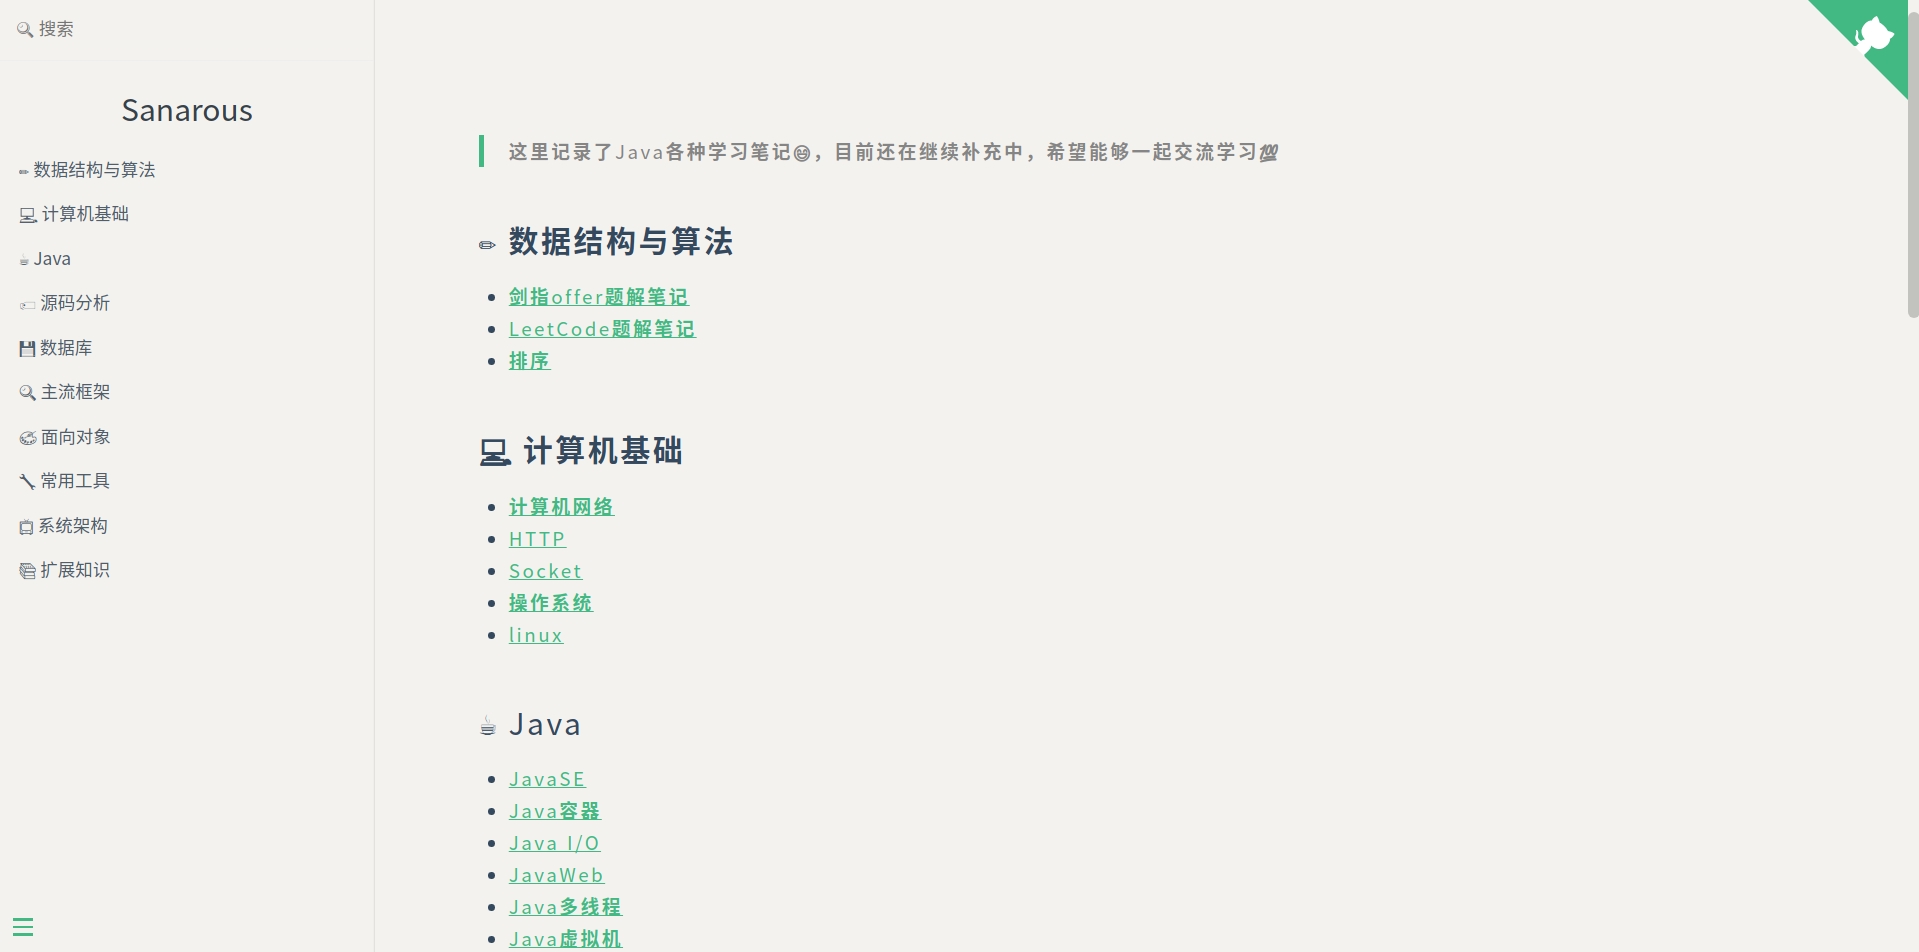 🔍 搜索
Sanarous
✏ 数据结构与算法
💻 计算机基础
☕ Java
🏷 源码分析
💾 数据库
🔍 主流框架
🎨 面向对象
🔧 常用工具
📺 系统架构
📚 扩展知识
这里记录了Java各种学习笔记😄，目前还在继续补充中，希望能够一起交流学习💯
✏ 数据结构与算法
剑指offer题解笔记
LeetCode题解笔记
排序
💻 计算机基础
计算机网络
HTTP
Socket
操作系统
linux
☕ Java
JavaSE
Java容器
Java I/O
JavaWeb
Java多线程
Java虚拟机